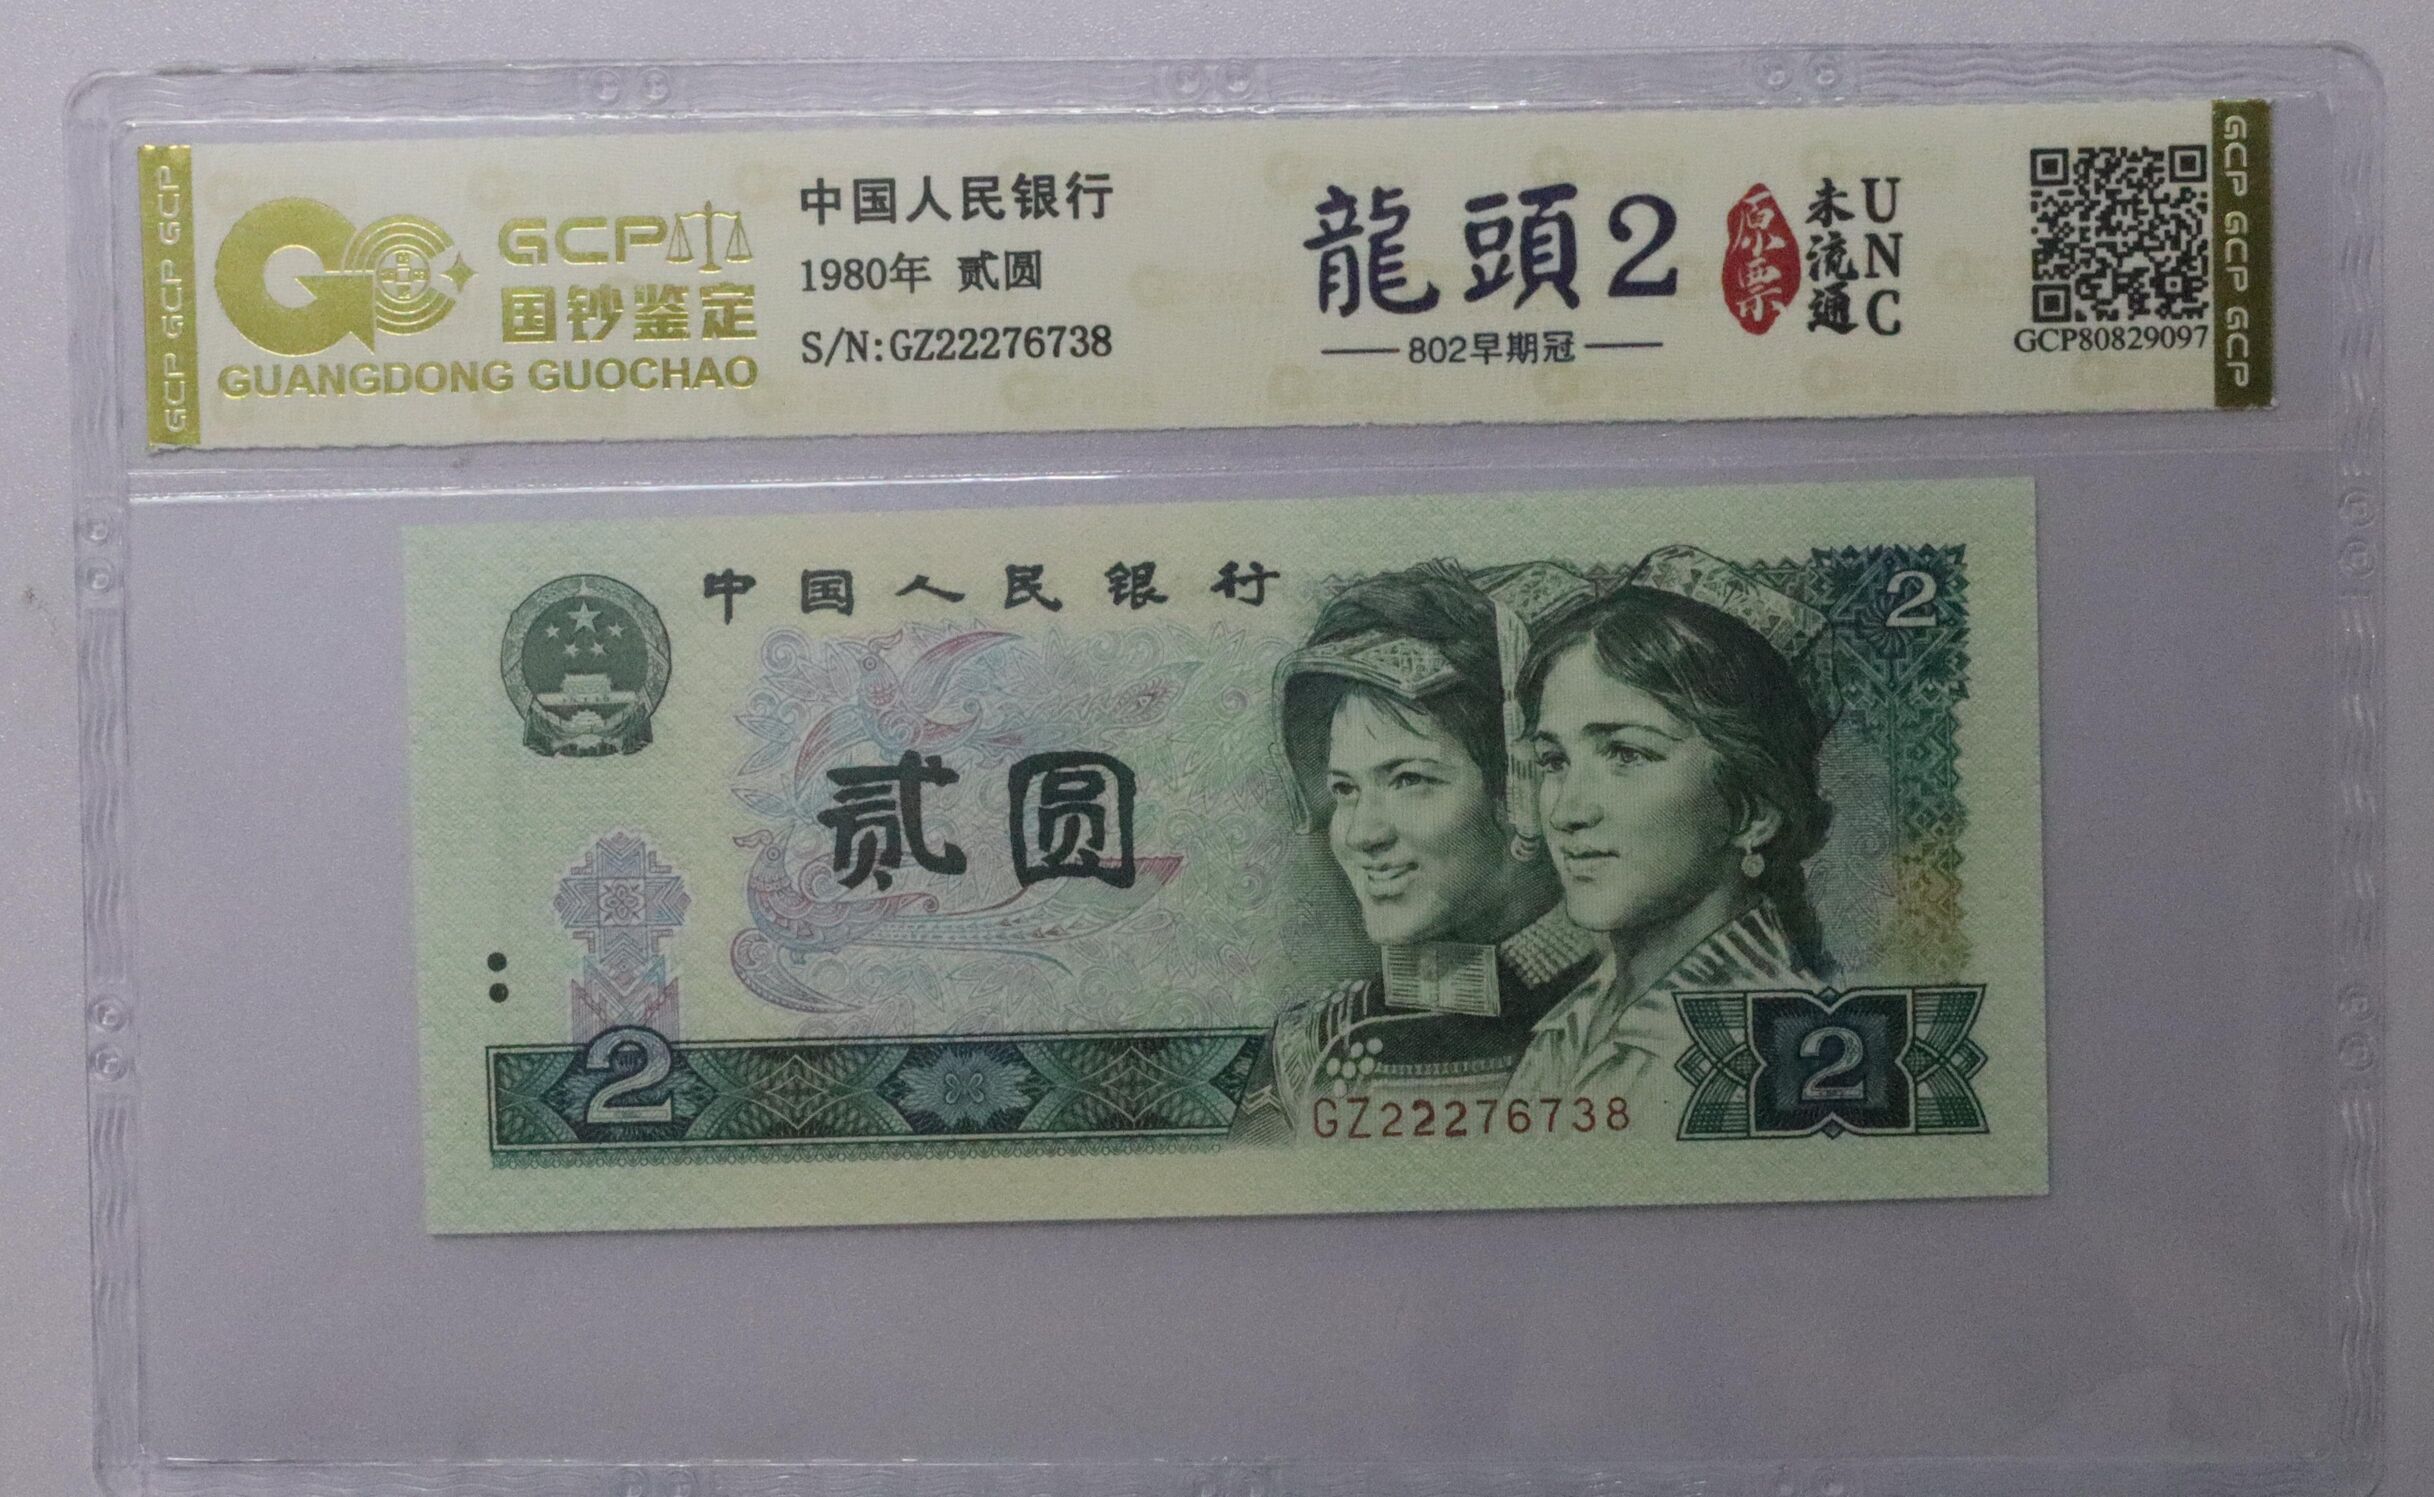 GCP GCP GCP
GCP
国钞鉴定
GUANGDONG GUOCHAO
中国人民银行
1980年 贰圆
S/N:GZ22276738
龍頭2
802早期冠
原票
未流通
UNC
GCP80829097
GCP GCP GCP
中国人民银行
2
贰圆
2
GZ22276738
2